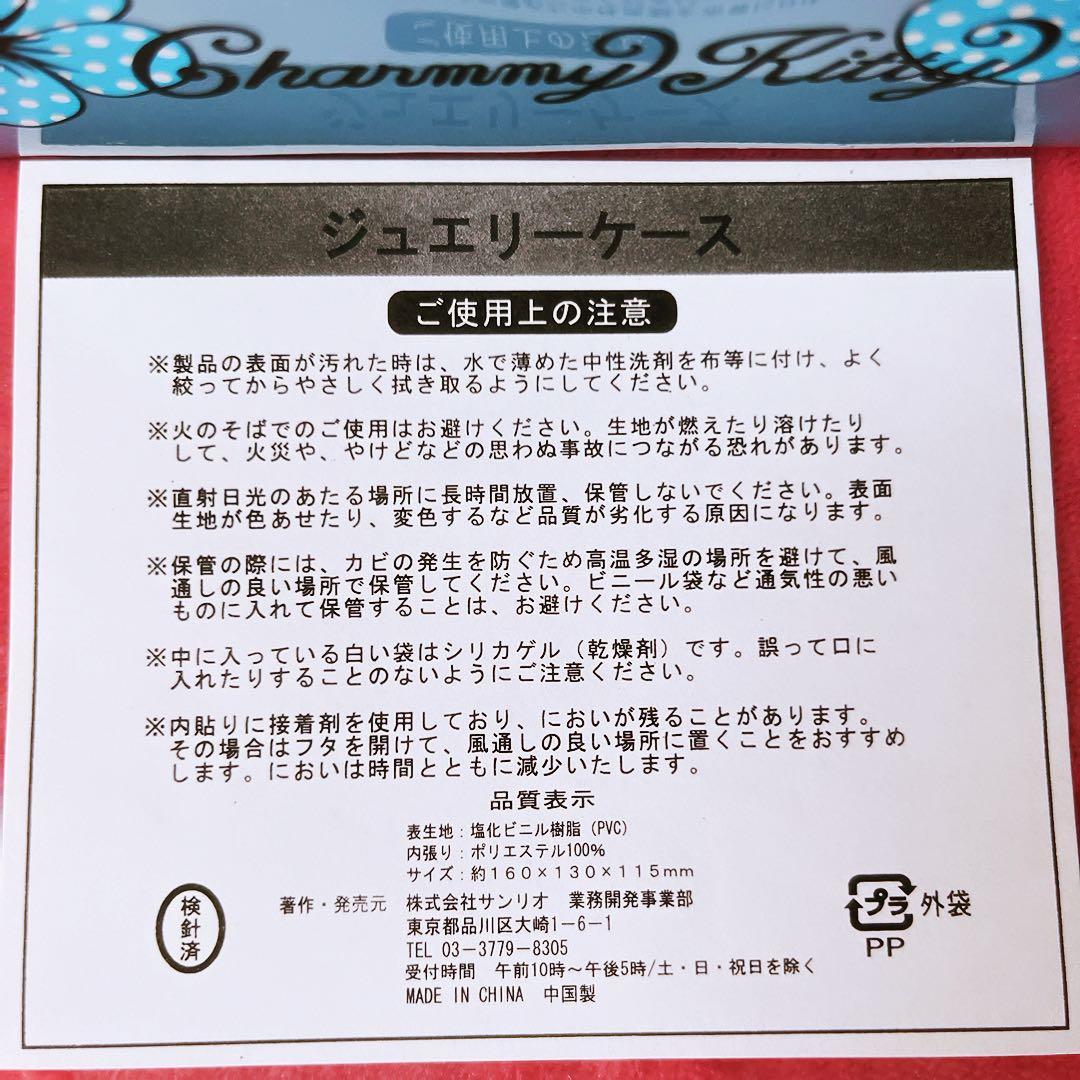 Charmmy Kitty
ジュエリーケース
ご使用上の注意
※製品の表面が汚れた時は、水で薄めた中性洗剤を布等に付け、よく
絞ってからやさしく拭き取るようにしてください。
※火のそばでのご使用はお避けください。生地が燃えたり溶けたり
して、火災や、やけどなどの思わぬ事故につながる恐れがあります。
※直射日光のあたる場所に長時間放置、保管しないでください。表面
生地が色あせたり、変色するなど品質が劣化する原因になります。
※保管の際には、カビの発生を防ぐため高温多湿の場所を避けて、風
通しの良い場所で保管してください。ビニール袋など通気性の悪い
ものに入れて保管することは、お避けください。
※中に入っている白い袋はシリカゲル（乾燥剤）です。誤って口に
入れたりすることのないようにご注意ください。
※内貼りに接着剤を使用しており、においが残ることがあります。
その場合はフタを開けて、風通しの良い場所に置くことをおすすめ
します。においは時間とともに減少いたします。
品質表示
表生地：塩化ビニル樹脂（PVC）
内張り：ポリエステル100％
サイズ：約１６０×１３０×１１５mm
著作・発売元 株式会社サンリオ 業務開発事業部
東京都品川区大崎1－6－1
TEL 03－3779－8305
受付時間 午前10時～午後5時/土・日・祝日を除く
MADE IN CHINA 中国製
検針済
プラ 外袋
PP